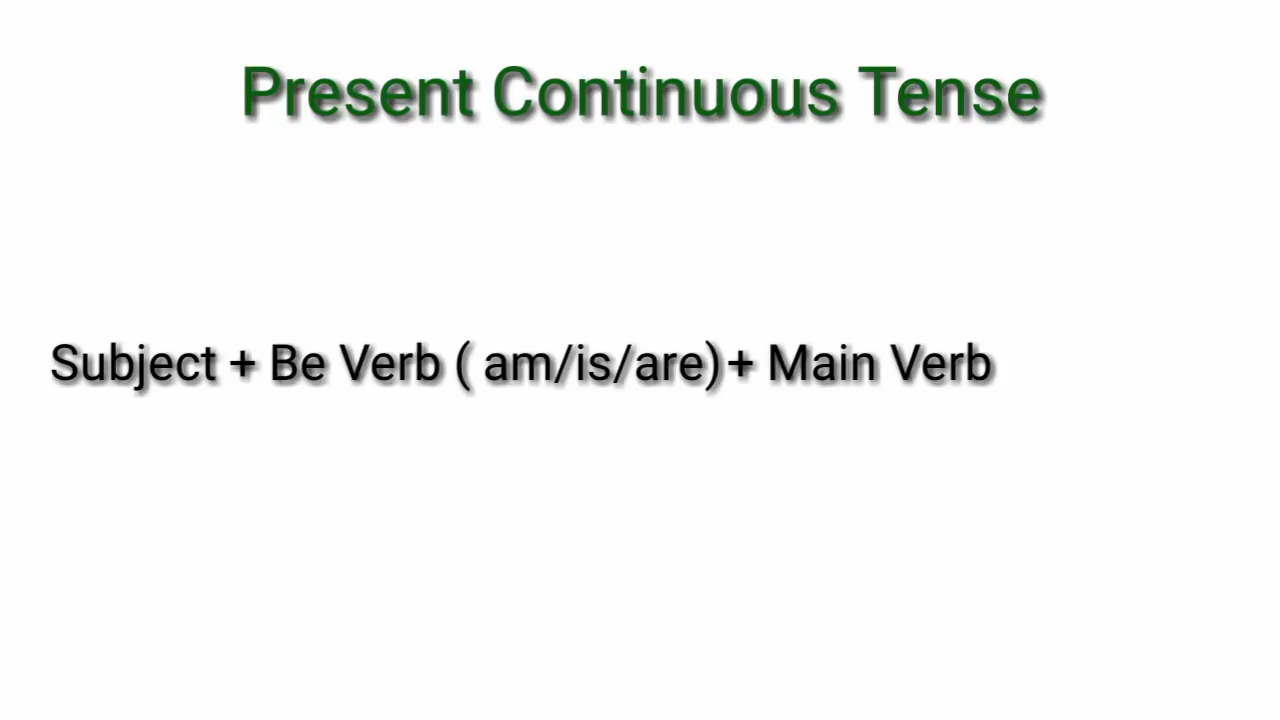 Present Continuous Tense
Subject + Be Verb ( am/is/are)+ Main Verb